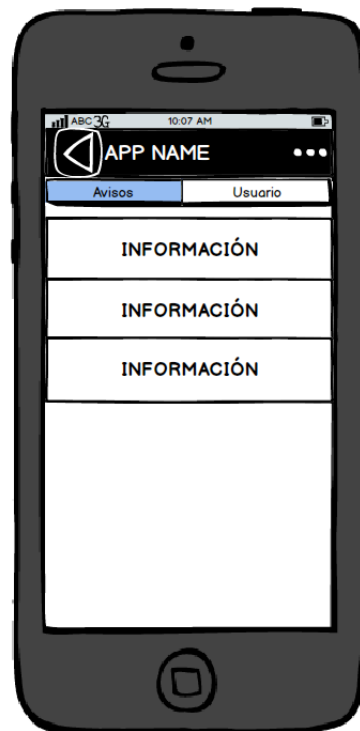 ABC 3G 10:07 AM
APP NAME
Avisos Usuario
INFORMACIÓN
INFORMACIÓN
INFORMACIÓN